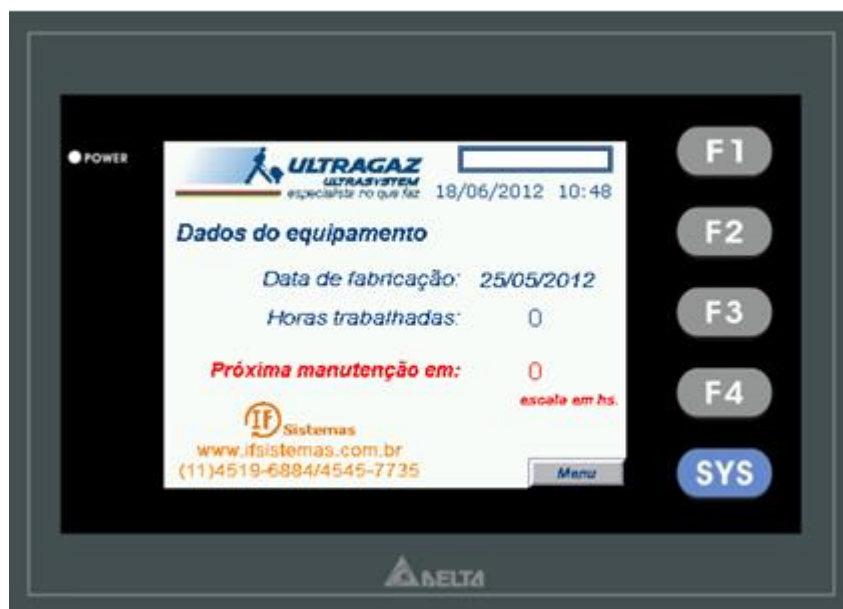 POWER
ULTRAGAZ
ULTRASYSTEM
especialista no que faz
18/06/2012 10:48
Dados do equipamento
Data de fabricação: 25/05/2012
Horas trabalhadas: 0
Próxima manutenção em: 0
escala em hs.
IF Sistemas
www.ifsistemas.com.br
(11)4519-6884/4545-7735
Menu
F1
F2
F3
F4
SYS
DELTA